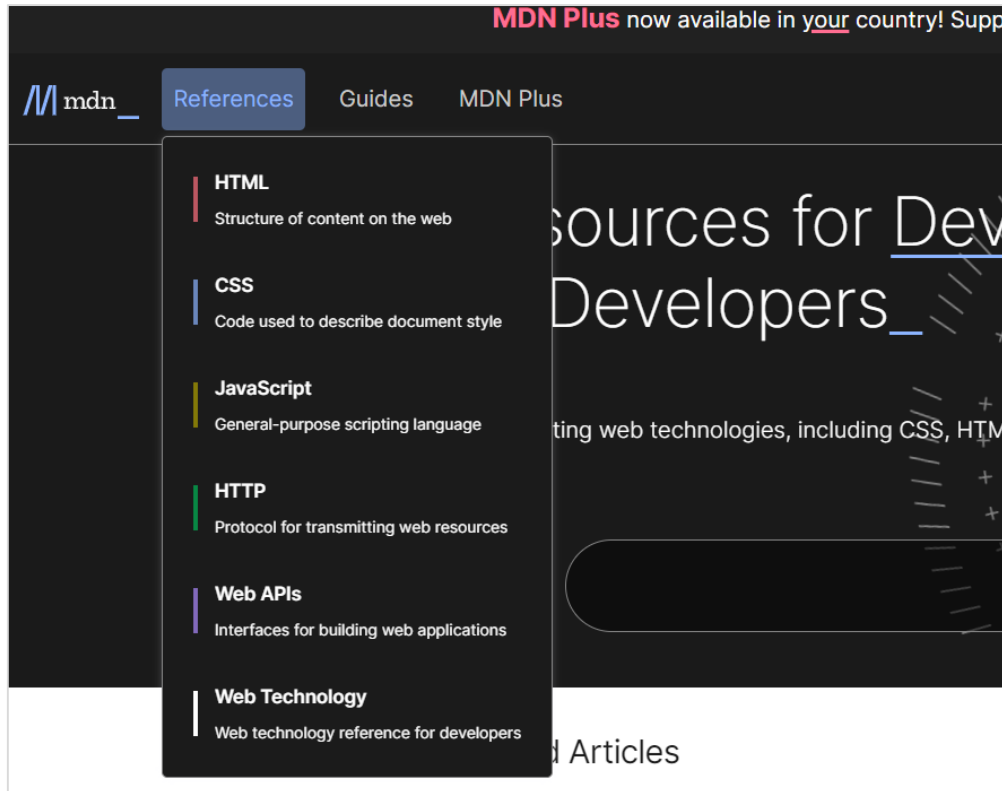 MDN Plus now available in your country! Supp
mdn_
References Guides MDN Plus
HTML
Structure of content on the web
CSS
Code used to describe document style
JavaScript
General-purpose scripting language
HTTP
Protocol for transmitting web resources
Web APIs
Interfaces for building web applications
Web Technology
Web technology reference for developers
sources for Dev
Developers_
ting web technologies, including CSS, HTM
d Articles